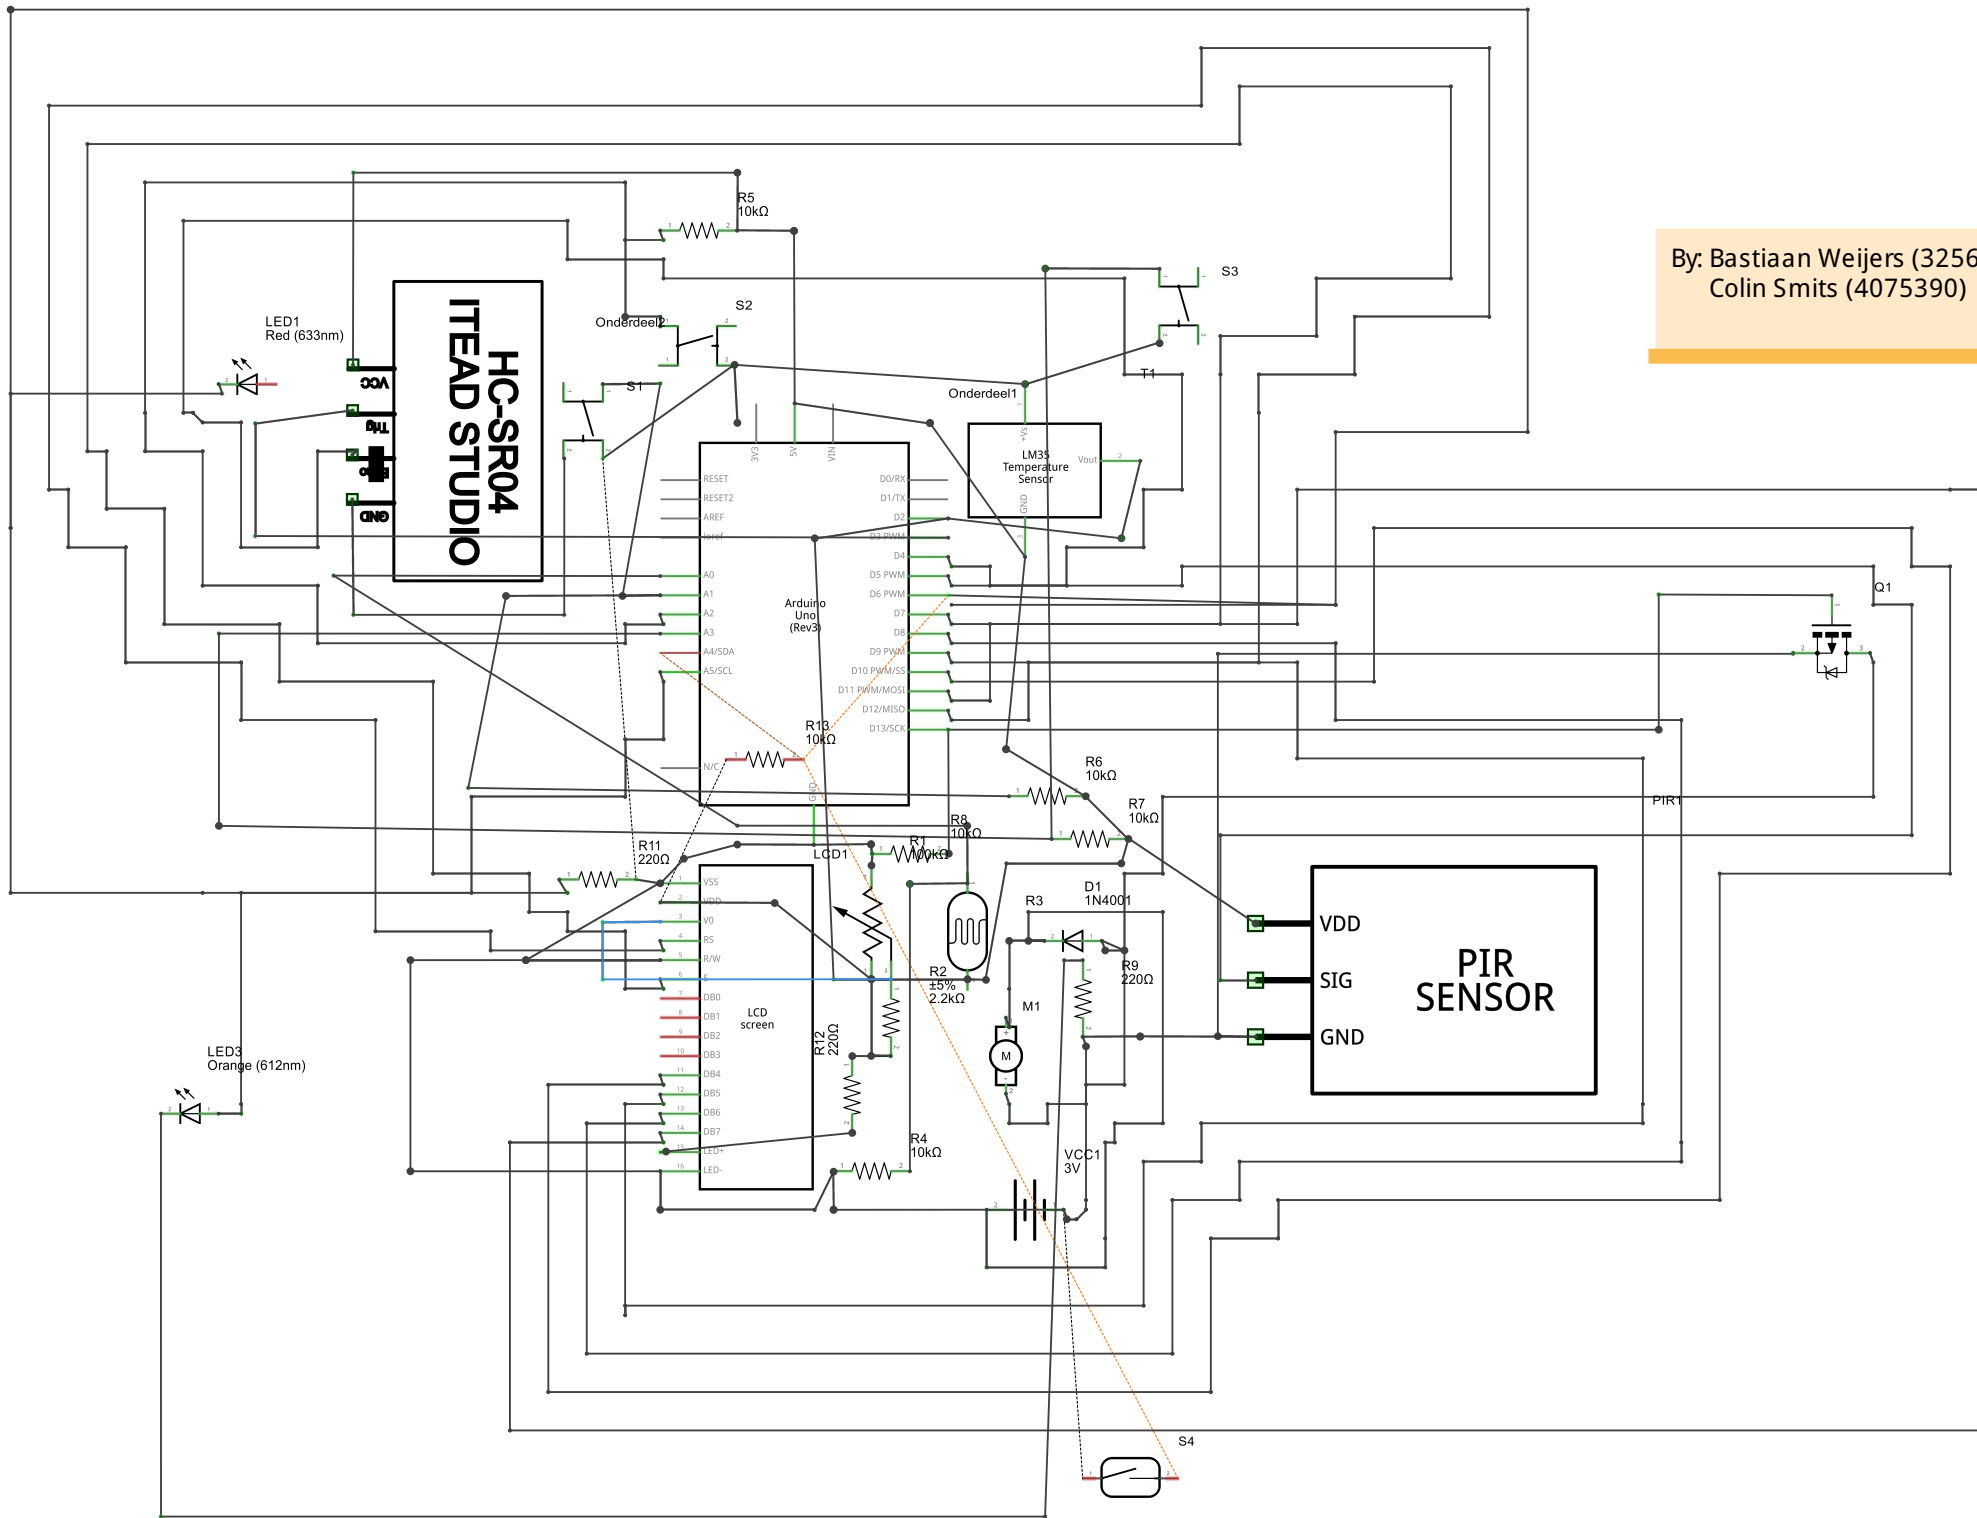 By: Bastiaan Weijers (3256
Colin Smits (4075390)
R5
10kΩ
S3
S2
LED1
Red (633nm)
Onderdeel2
HC-SR04
ITEAD STUDIO
VCC
Trig
GND
S1
T1
Onderdeel1
LM35
Temperature
Sensor
+Vs
Vout
GND
3V3
5V
VIN
RESET
RESET2
AREF
ioref
A0
A1
A2
A3
A4/SDA
A5/SCL
N/C
GND
Arduino
Uno
(Rev3)
D0/RX
D1/TX
D2
D3 PWM
D4
D5 PWM
D6 PWM
D7
D8
D9 PWM
D10 PWM/SS
D11 PWM/MOSI
D12/MISO
D13/SCK
Q1
R13
10kΩ
R6
10kΩ
R7
10kΩ
PIR1
R8
10kΩ
R1
100kΩ
R11
220Ω
LCD1
VSS
VDD
V0
RS
R/W
E
DB0
DB1
DB2
DB3
DB4
DB5
DB6
DB7
LED+
LED-
LCD
screen
R3
D1
1N4001
R9
220Ω
R2
±5%
2.2kΩ
M1
+
M
-
R12
220Ω
VDD
SIG
GND
PIR
SENSOR
LED3
Orange (612nm)
R4
10kΩ
VCC1
3V
S4